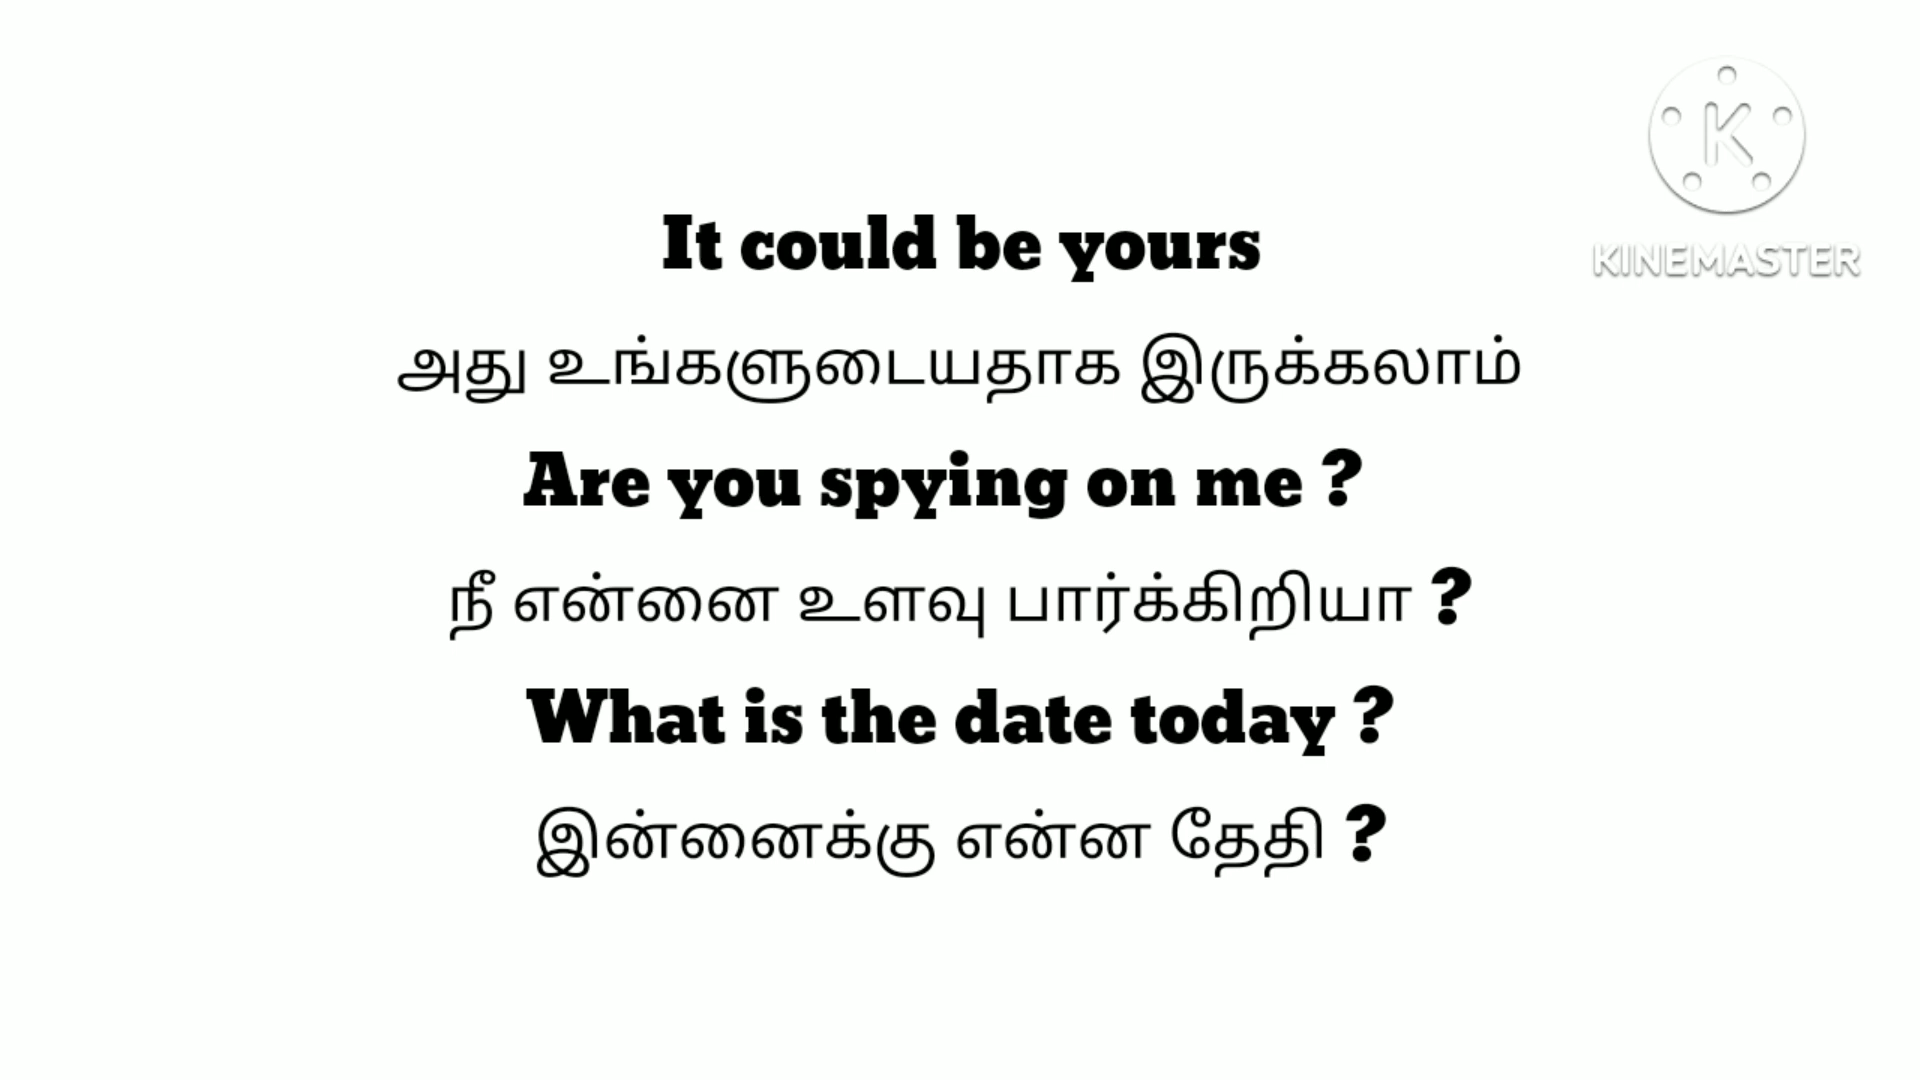 It could be yours
அது உங்களுடையதாக இருக்கலாம்
Are you spying on me ?
நீ என்னை உளவு பார்க்கிறியா ?
What is the date today ?
இன்னைக்கு என்ன தேதி ?
K
KINEMASTER